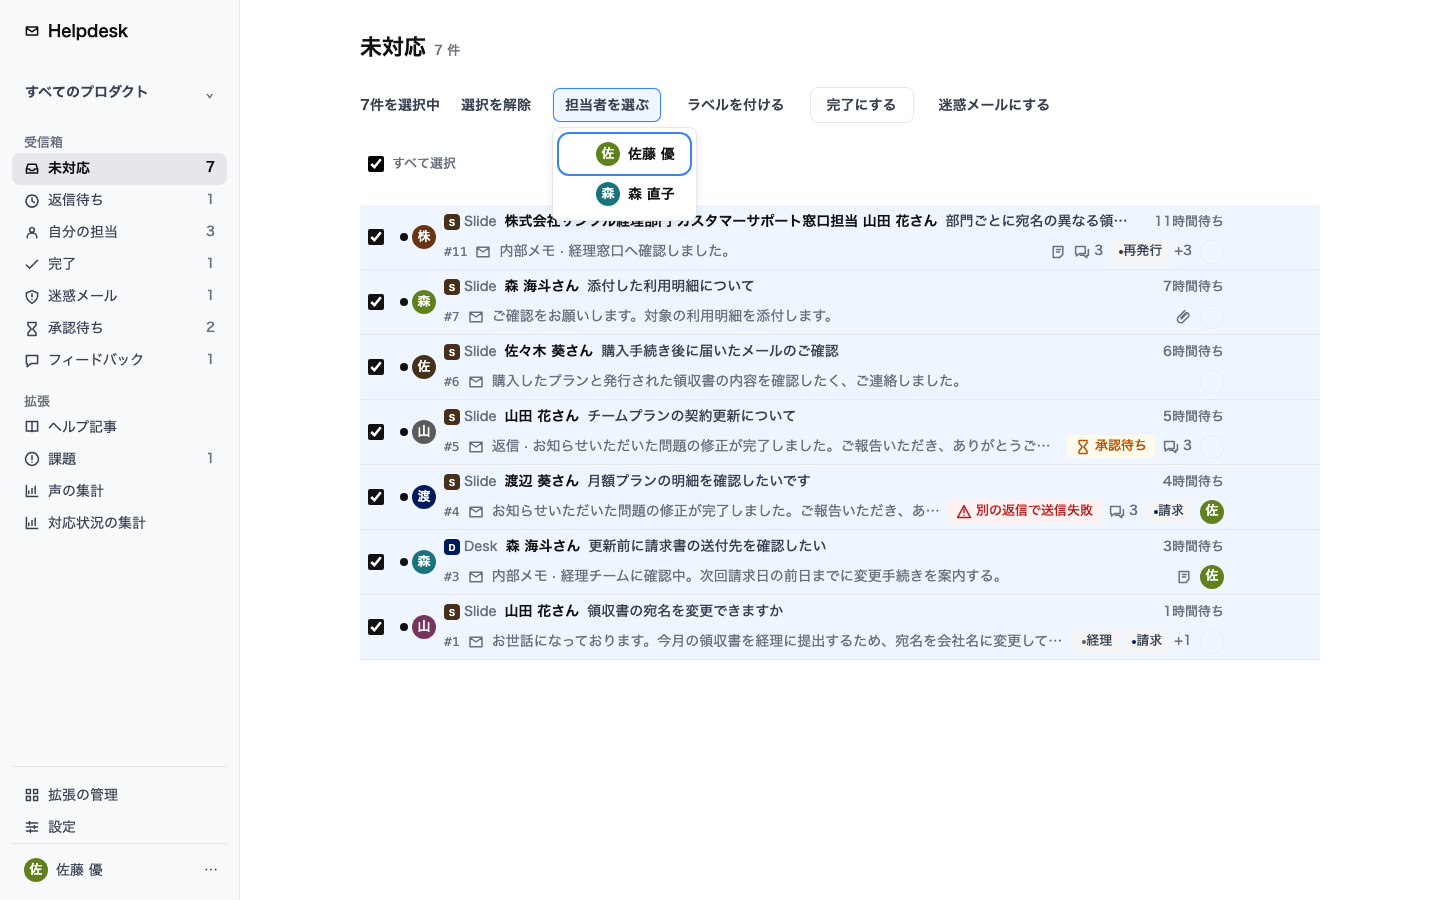 Helpdesk
すべてのプロダクト
受信箱
未対応 7
返信待ち 1
自分の担当 3
完了 1
迷惑メール 1
承認待ち 2
フィードバック 1
拡張
ヘルプ記事
課題 1
声の集計
対応状況の集計
拡張の管理
設定
佐 佐藤 優 …
未対応 7 件
7件を選択中 選択を解除 担当者を選ぶ ラベルを付ける 完了にする 迷惑メールにする
佐 佐藤 優
森 森 直子
すべて選択
株 S Slide 株式会社サンプル経理部門 カスタマーサポート窓口担当 山田 花さん 部門ごとに宛名の異なる領… 11時間待ち
#11 内部メモ · 経理窓口へ確認しました。 3 •再発行 +3
森 S Slide 森 海斗さん 添付した利用明細について 7時間待ち
#7 ご確認をお願いします。対象の利用明細を添付します。
佐 S Slide 佐々木 葵さん 購入手続き後に届いたメールのご確認 6時間待ち
#6 購入したプランと発行された領収書の内容を確認したく、ご連絡しました。
山 S Slide 山田 花さん チームプランの契約更新について 5時間待ち
#5 返信 · お知らせいただいた問題の修正が完了しました。ご報告いただき、ありがとうご… 承認待ち 3
渡 S Slide 渡辺 葵さん 月額プランの明細を確認したいです 4時間待ち
#4 お知らせいただいた問題の修正が完了しました。ご報告いただき、あ… 別の返信で送信失敗 3 •請求 佐
森 D Desk 森 海斗さん 更新前に請求書の送付先を確認したい 3時間待ち
#3 内部メモ · 経理チームに確認中。次回請求日の前日までに変更手続きを案内する。 佐
山 S Slide 山田 花さん 領収書の宛名を変更できますか 1時間待ち
#1 お世話になっております。今月の領収書を経理に提出するため、宛名を会社名に変更して… •経理 •請求 +1